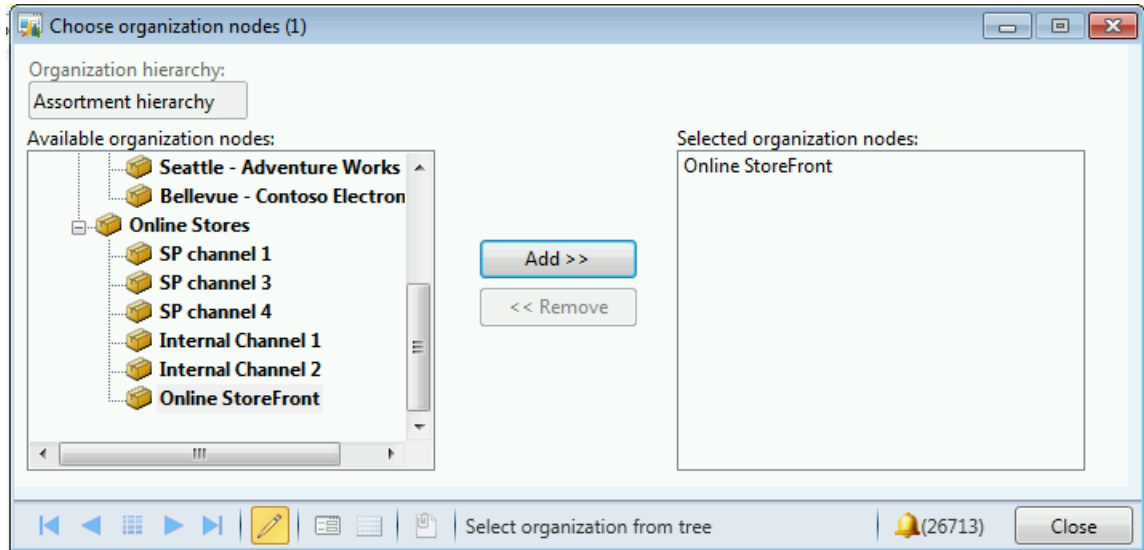 Choose organization nodes (1)
Organization hierarchy:
Assortment hierarchy
Available organization nodes:
Seattle - Adventure Works
Bellevue - Contoso Electron
Online Stores
SP channel 1
SP channel 3
SP channel 4
Internal Channel 1
Internal Channel 2
Online StoreFront
Add >>
<< Remove
Selected organization nodes:
Online StoreFront
Select organization from tree
(26713)
Close